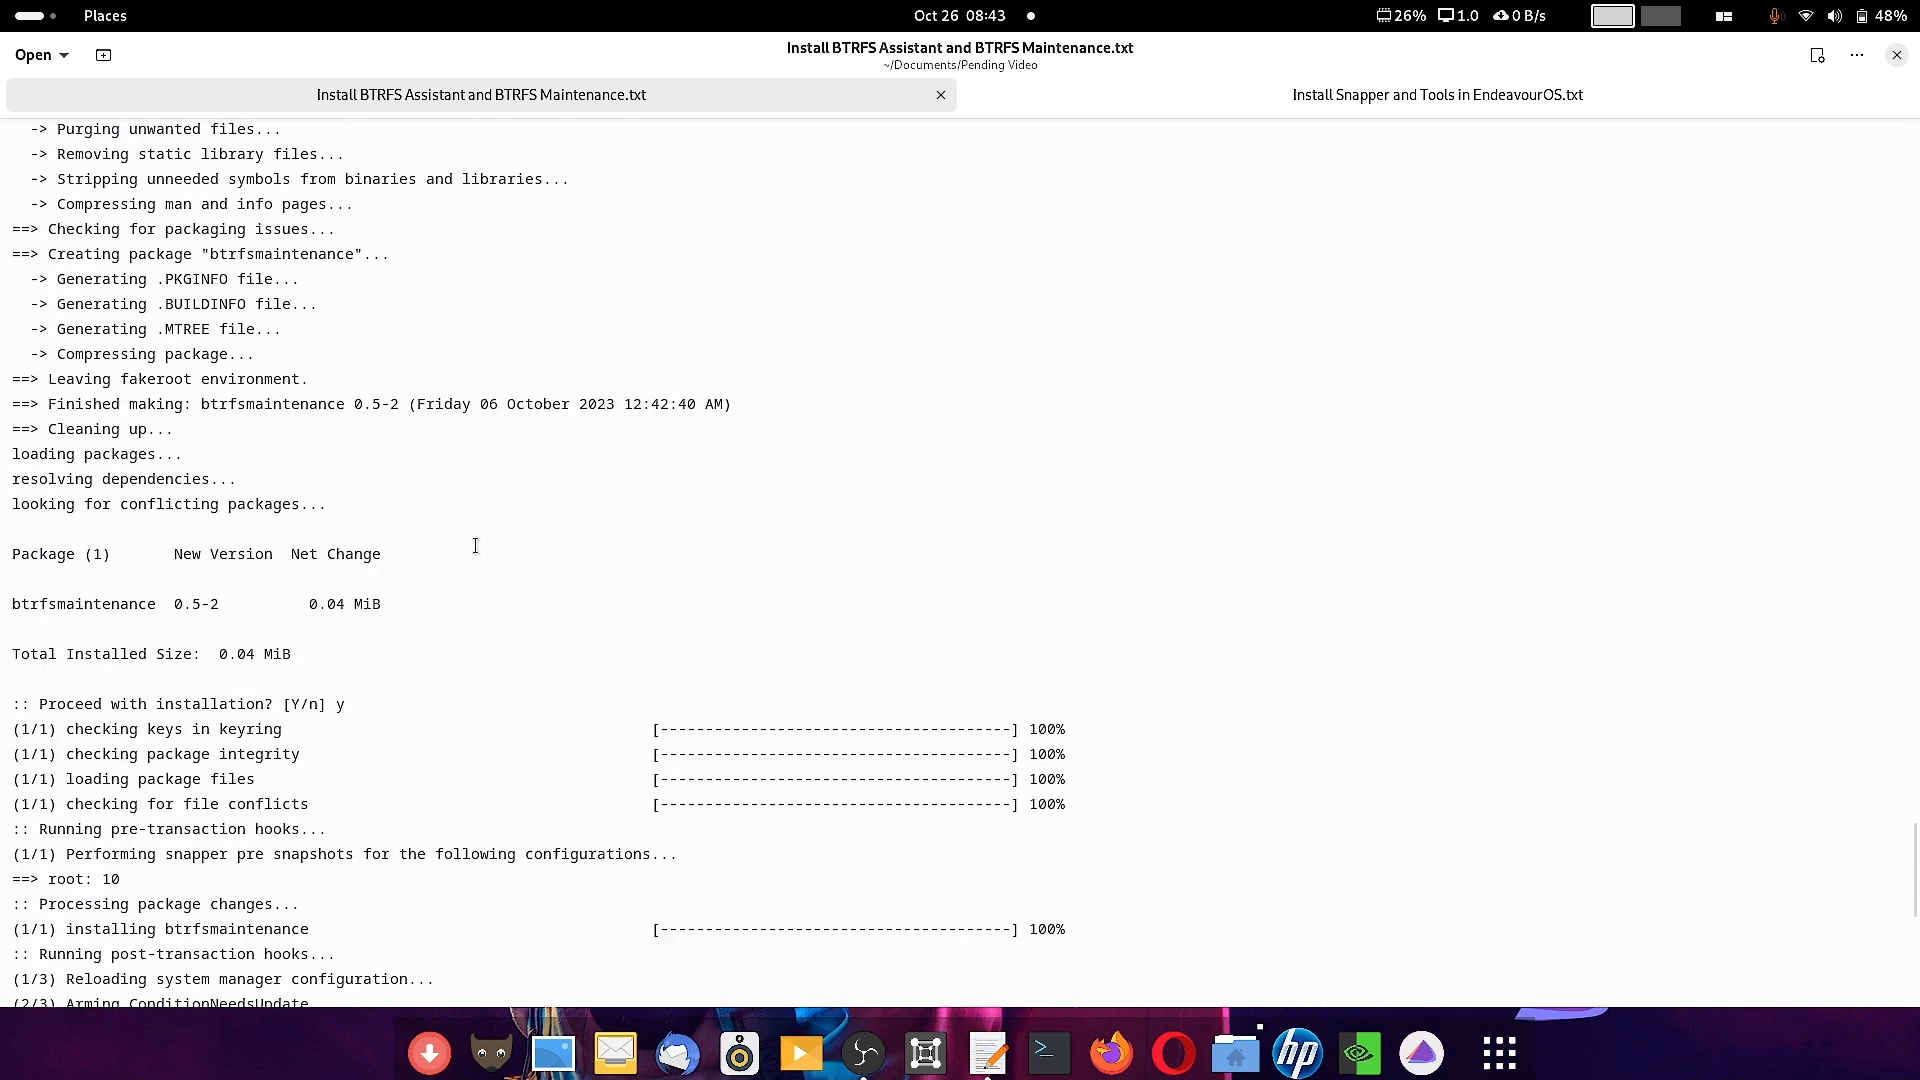 Places
Oct 26 08:43
26% 1.0 0 B/s 48%
Open
Install BTRFS Assistant and BTRFS Maintenance.txt
~/Documents/Pending Video
Install BTRFS Assistant and BTRFS Maintenance.txt
Install Snapper and Tools in EndeavourOS.txt
-> Purging unwanted files...
-> Removing static library files...
-> Stripping unneeded symbols from binaries and libraries...
-> Compressing man and info pages...
==> Checking for packaging issues...
==> Creating package "btrfsmaintenance"...
-> Generating .PKGINFO file...
-> Generating .BUILDINFO file...
-> Generating .MTREE file...
-> Compressing package...
==> Leaving fakeroot environment.
==> Finished making: btrfsmaintenance 0.5-2 (Friday 06 October 2023 12:42:40 AM)
==> Cleaning up...
loading packages...
resolving dependencies...
looking for conflicting packages...
Package (1) New Version Net Change
btrfsmaintenance 0.5-2 0.04 MiB
Total Installed Size: 0.04 MiB
:: Proceed with installation? [Y/n] y
(1/1) checking keys in keyring [---------------------------------------] 100%
(1/1) checking package integrity [---------------------------------------] 100%
(1/1) loading package files [---------------------------------------] 100%
(1/1) checking for file conflicts [---------------------------------------] 100%
:: Running pre-transaction hooks...
(1/1) Performing snapper pre snapshots for the following configurations...
==> root: 10
:: Processing package changes...
(1/1) installing btrfsmaintenance [---------------------------------------] 100%
:: Running post-transaction hooks...
(1/3) Reloading system manager configuration...
(2/3) Arming ConditionNeedsUpdate
hp